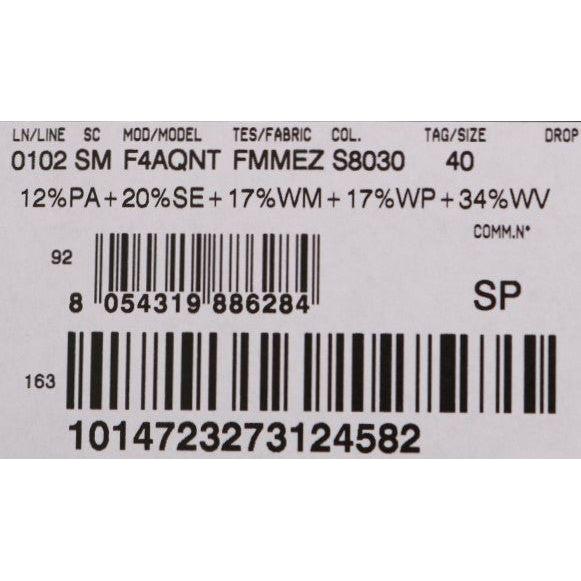 LN/LINE SC MOD/MODEL TES/FABRIC COL. TAG/SIZE DROP
0102 SM F4AQNT FMMEZ S8030 40
12%PA+20%SE+17%WM+17%WP+34%WV
COMM.N°
92
8 054319 886284
SP
163
1014723273124582